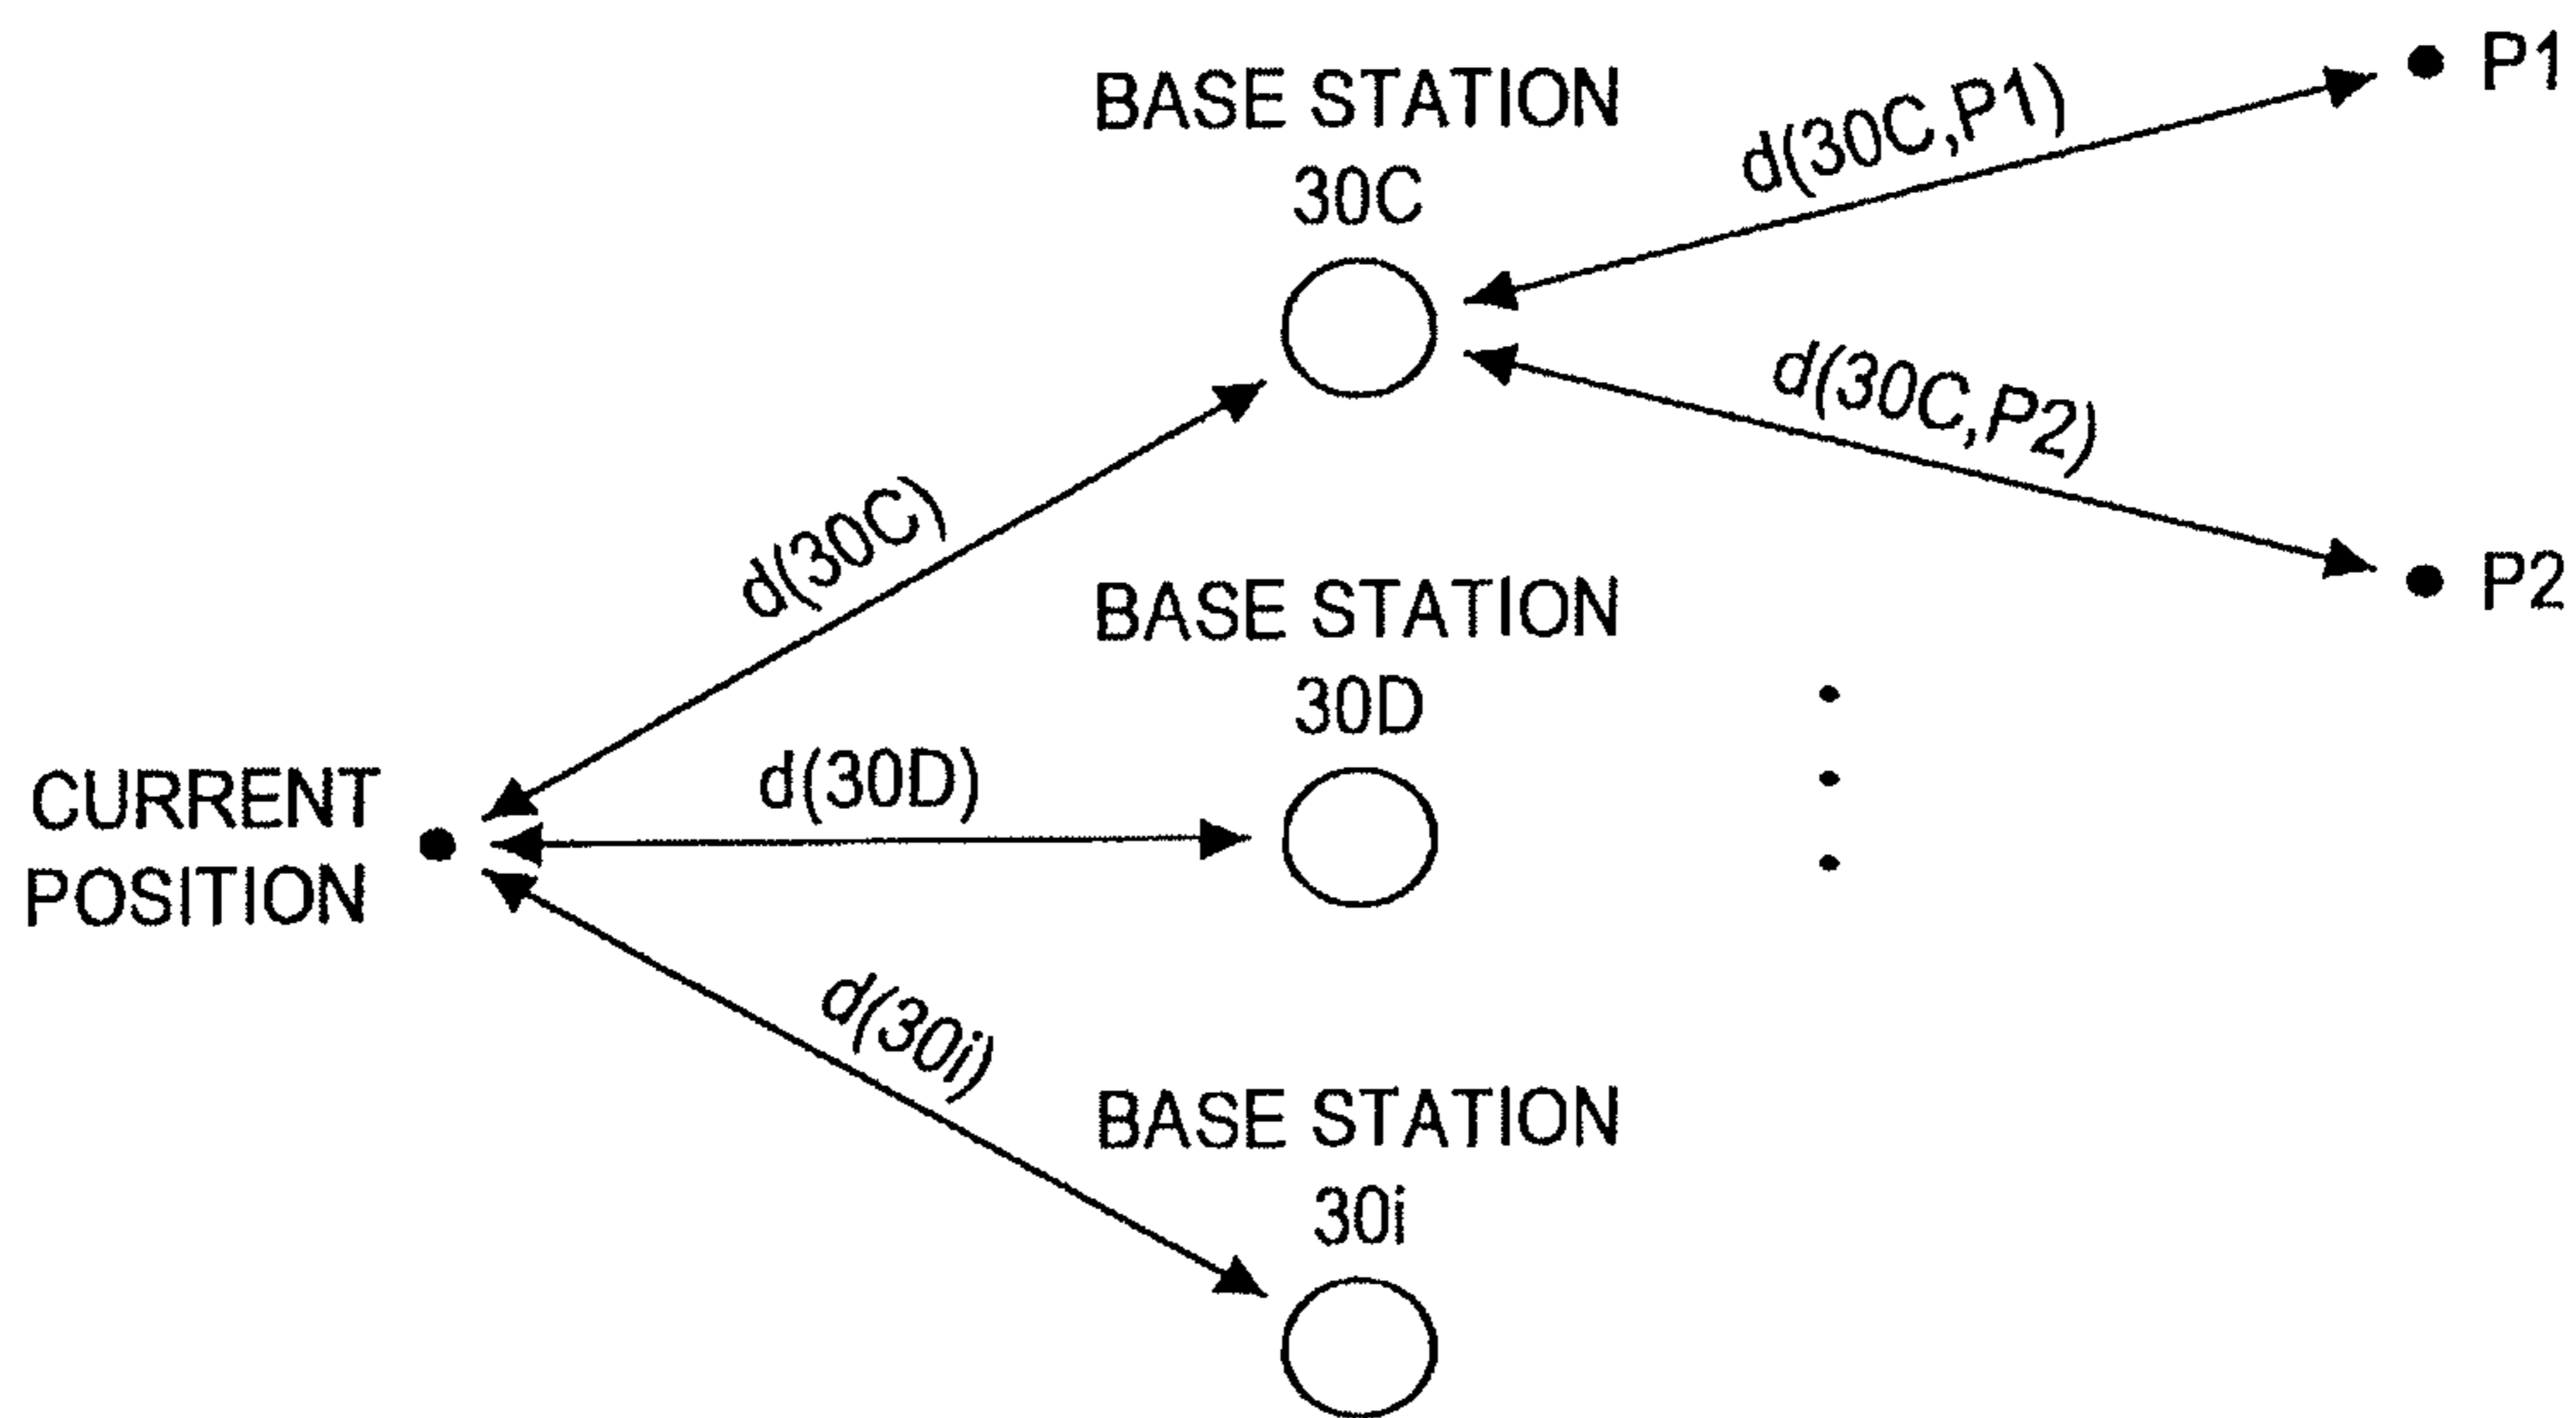 BASE STATION
30C
d(30C,P1)
P1
d(30C,P2)
P2
d(30C)
BASE STATION
30D
d(30D)
CURRENT
POSITION
d(30i)
BASE STATION
30i